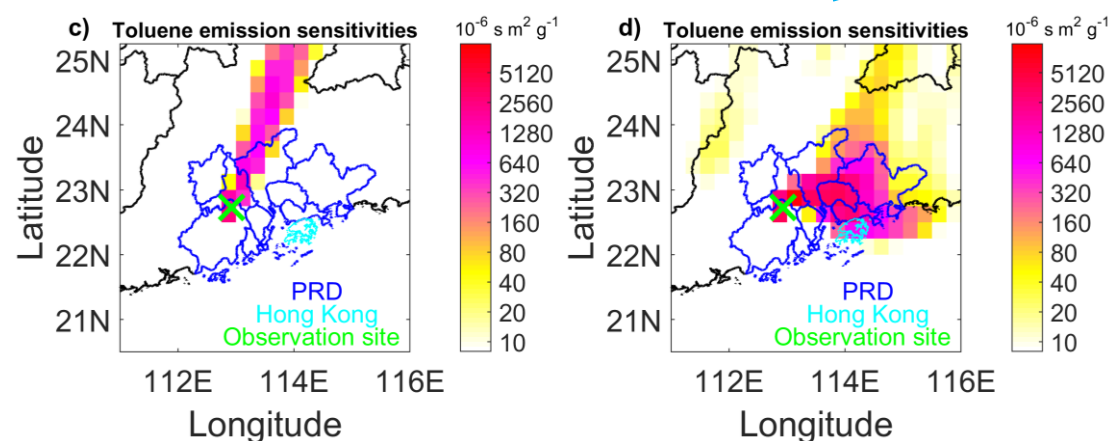 c) Toluene emission sensitivities
10⁻⁶ s m² g⁻¹
25N
24N
23N
22N
21N
Latitude
112E
114E
116E
Longitude
PRD
Hong Kong
Observation site
5120
2560
1280
640
320
160
80
40
20
10
d) Toluene emission sensitivities
10⁻⁶ s m² g⁻¹
25N
24N
23N
22N
21N
Latitude
112E
114E
116E
Longitude
PRD
Hong Kong
Observation site
5120
2560
1280
640
320
160
80
40
20
10